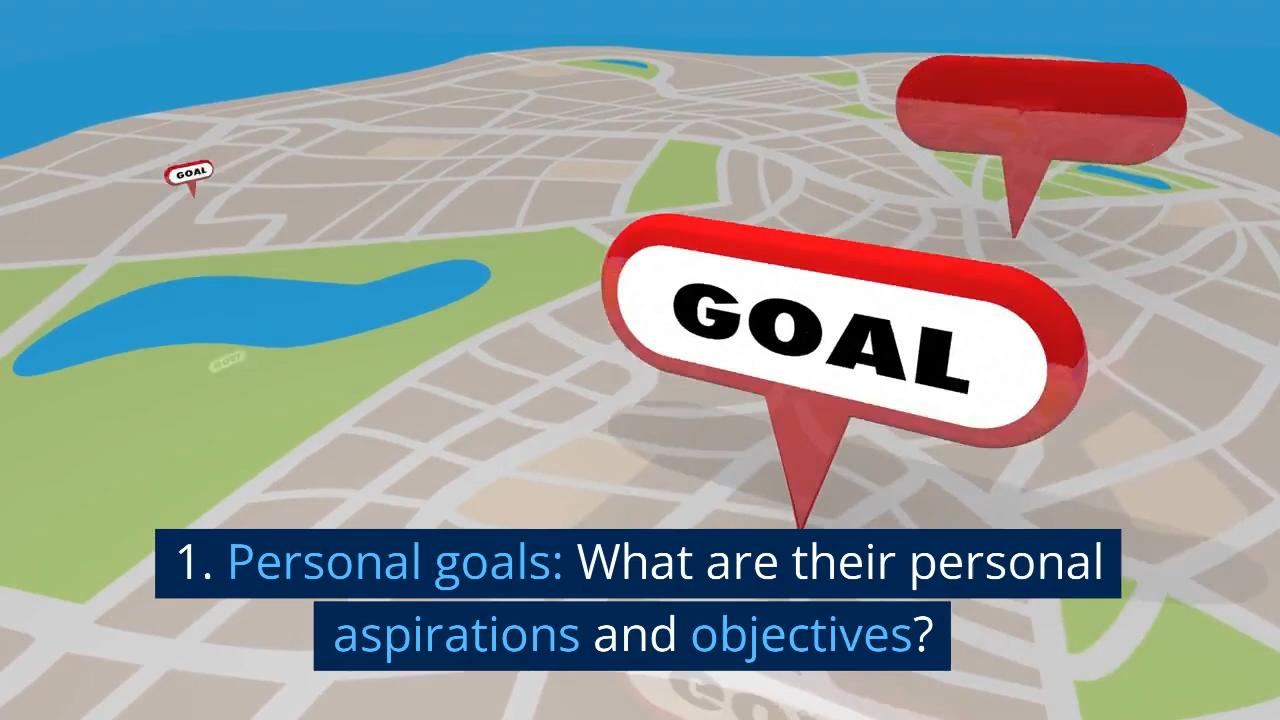 GOAL
GOAL
1. Personal goals: What are their personal
aspirations and objectives?